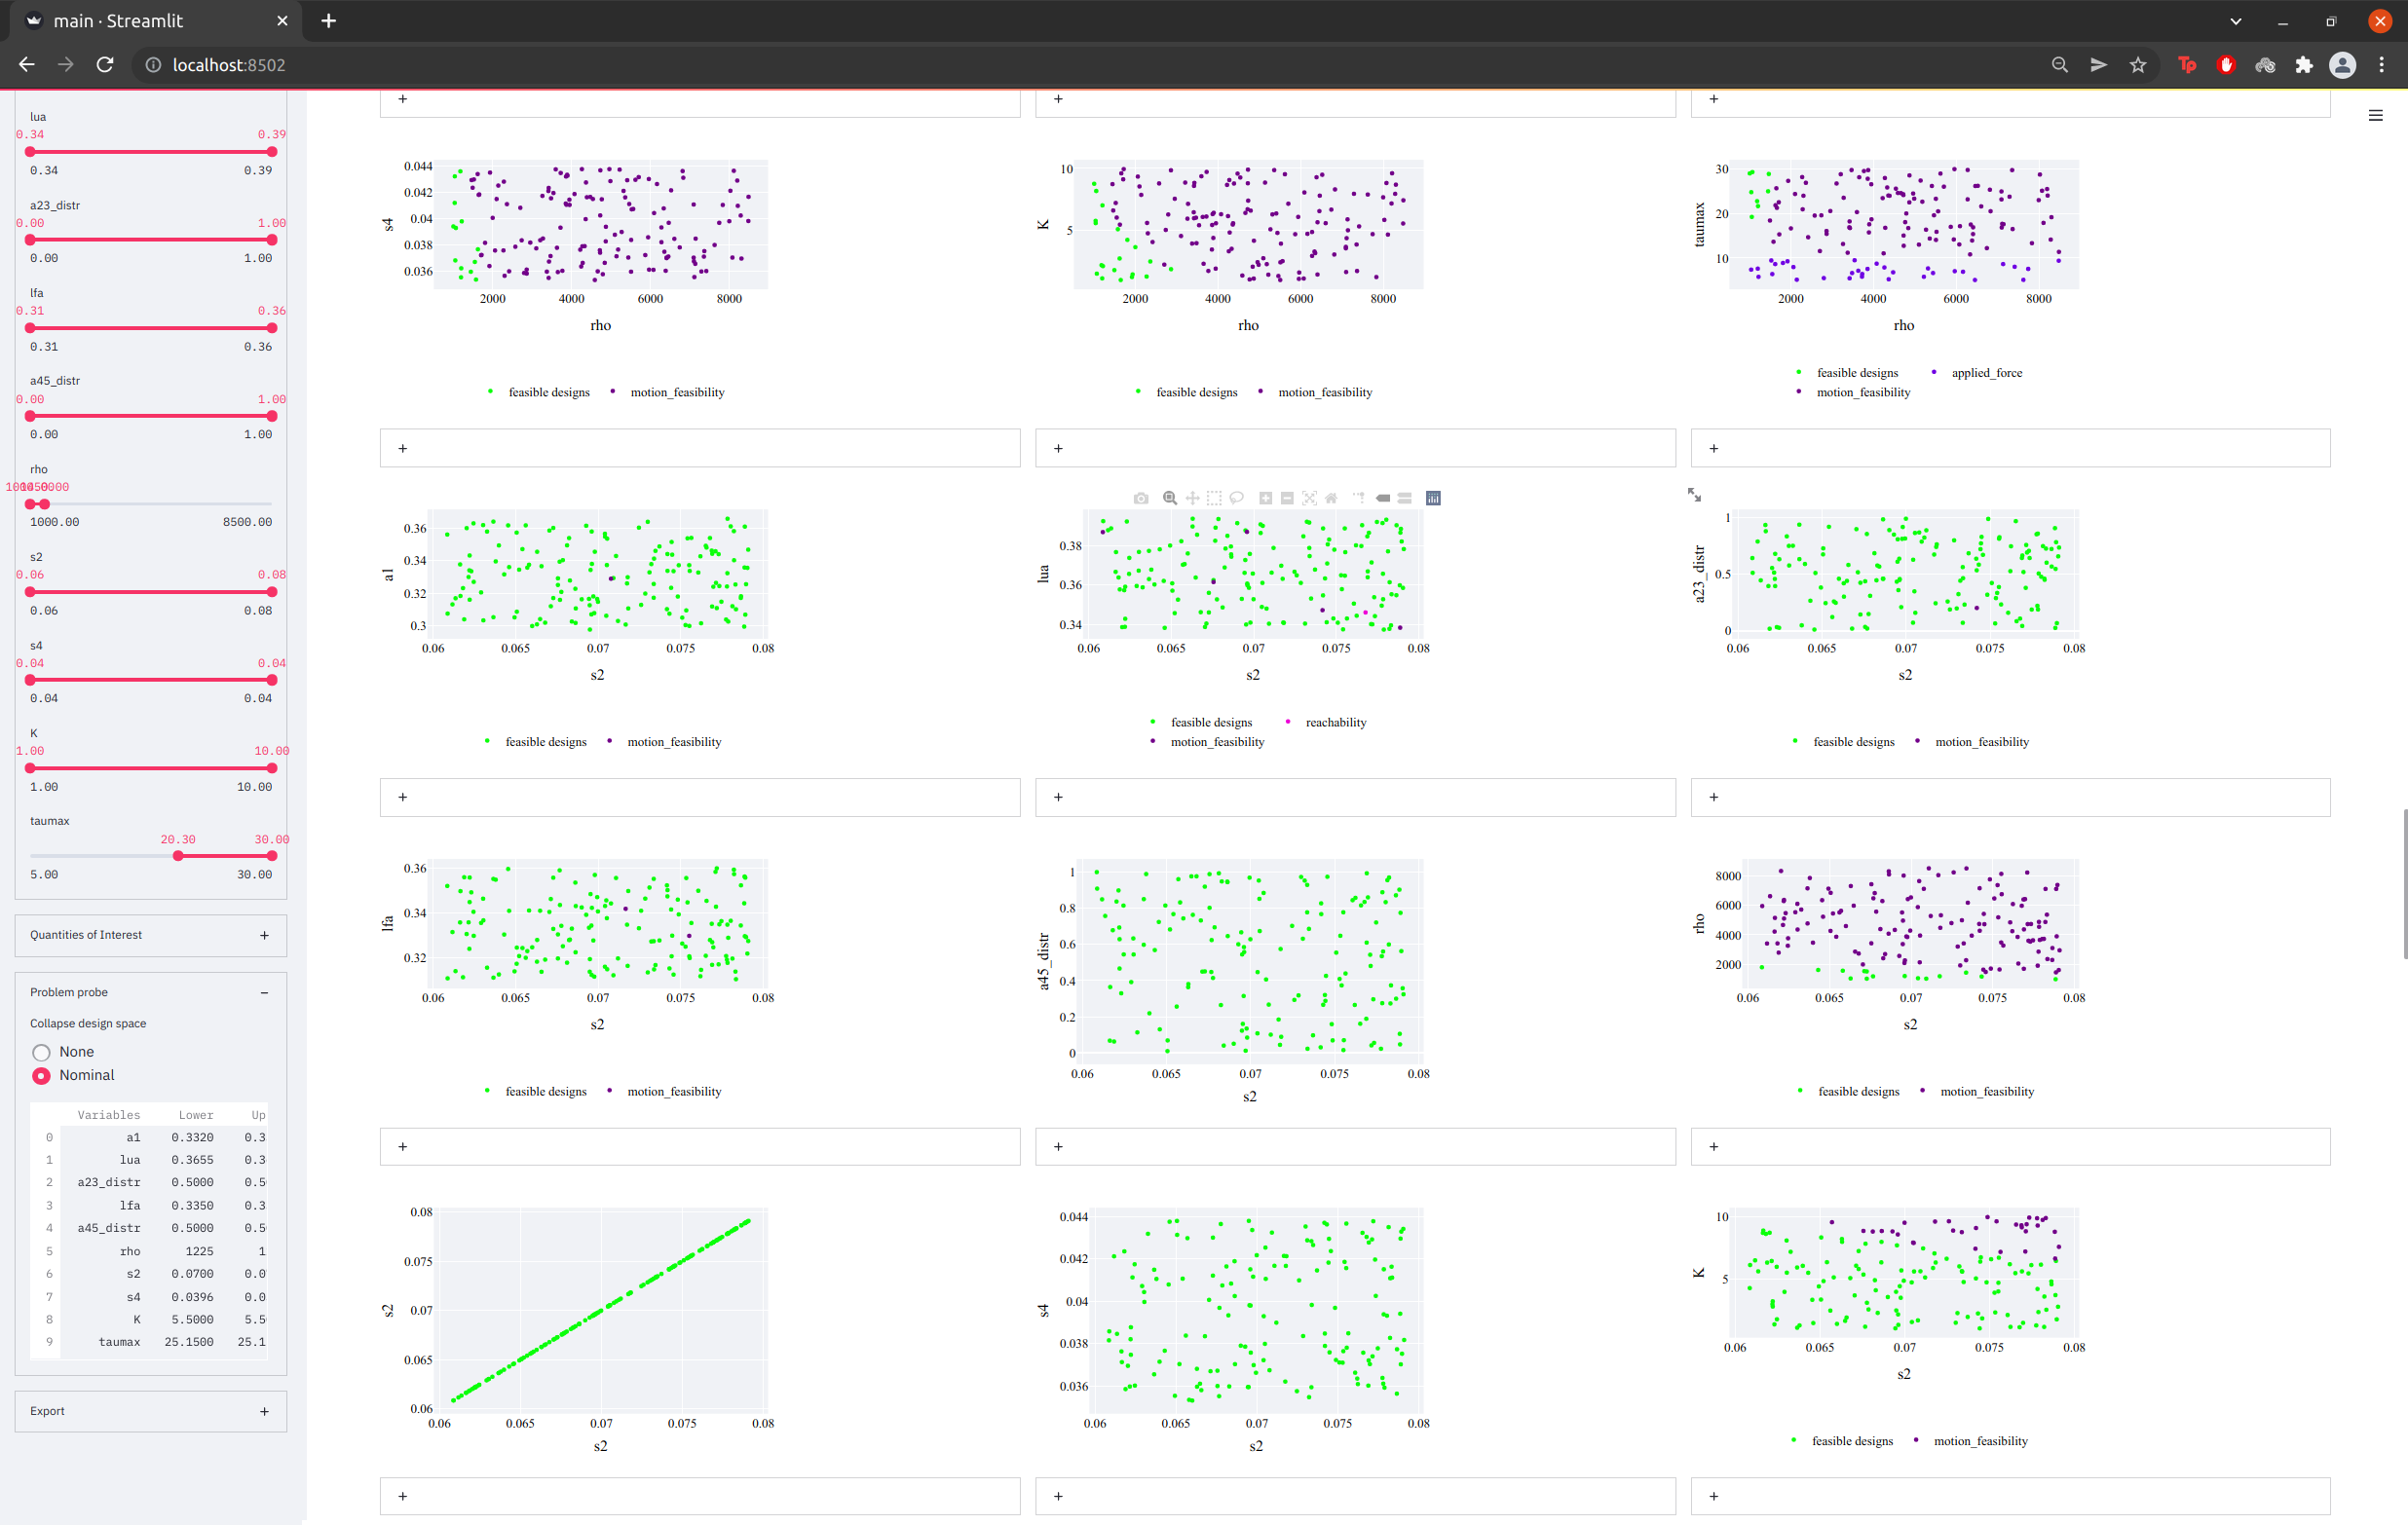 main · Streamlit
localhost:8502
lua
0.34 0.39
0.34 0.39
a23_distr
0.00 1.00
0.00 1.00
lfa
0.31 0.36
0.31 0.36
a45_distr
0.00 1.00
0.00 1.00
rho
1000.00 8500.00
s2
0.06 0.08
0.06 0.08
s4
0.04 0.04
0.04 0.04
K
1.00 10.00
1.00 10.00
taumax
20.30 30.00
5.00 30.00
Quantities of Interest +
Problem probe −
Collapse design space
None
Nominal
Variables Lower Up
0 a1 0.3320 0.3
1 lua 0.3655 0.3
2 a23_distr 0.5000 0.5
3 lfa 0.3350 0.3
4 a45_distr 0.5000 0.5
5 rho 1225 1
6 s2 0.0700 0.0
7 s4 0.0396 0.0
8 K 5.5000 5.5
9 taumax 25.1500 25.1
Export +
+ + +
s4
0.044
0.042
0.04
0.038
0.036
2000 4000 6000 8000
rho
feasible designs motion_feasibility
K
10
5
2000 4000 6000 8000
rho
feasible designs motion_feasibility
taumax
30
20
10
2000 4000 6000 8000
rho
feasible designs applied_force
motion_feasibility
+ + +
a1
0.36
0.34
0.32
0.3
0.06 0.065 0.07 0.075 0.08
s2
feasible designs motion_feasibility
lua
0.38
0.36
0.34
0.06 0.065 0.07 0.075 0.08
s2
feasible designs reachability
motion_feasibility
a23_distr
1
0.5
0
0.06 0.065 0.07 0.075 0.08
s2
feasible designs motion_feasibility
+ + +
lfa
0.36
0.34
0.32
0.06 0.065 0.07 0.075 0.08
s2
feasible designs motion_feasibility
a45_distr
1
0.8
0.6
0.4
0.2
0
0.06 0.065 0.07 0.075 0.08
s2
rho
8000
6000
4000
2000
0.06 0.065 0.07 0.075 0.08
s2
feasible designs motion_feasibility
+ + +
s2
0.08
0.075
0.07
0.065
0.06
0.06 0.065 0.07 0.075 0.08
s2
s4
0.044
0.042
0.04
0.038
0.036
0.06 0.065 0.07 0.075 0.08
s2
K
10
5
0.06 0.065 0.07 0.075 0.08
s2
feasible designs motion_feasibility
+ + +